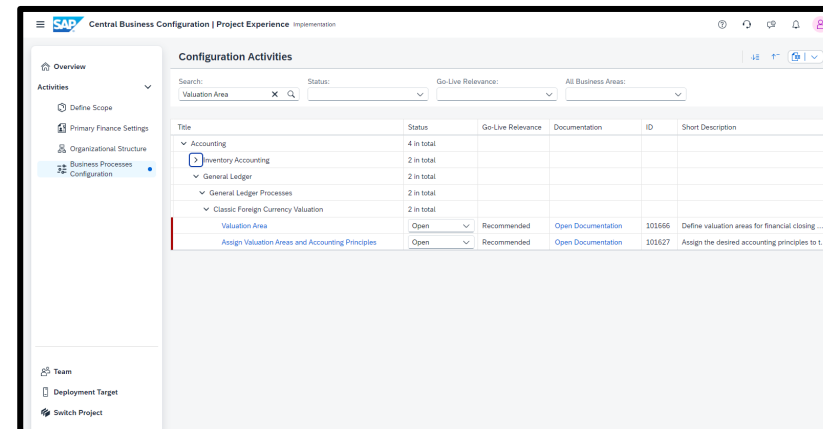 SAP Central Business Configuration | Project Experience Implementation
Configuration Activities
Overview
Activities
Define Scope
Primary Finance Settings
Organizational Structure
Business Processes
Configuration
Team
Deployment Target
Switch Project
Search: Status: Go-Live Relevance: All Business Areas:
Valuation Area
Title Status Go-Live Relevance Documentation ID Short Description
Accounting 4 in total
Inventory Accounting 2 in total
General Ledger 2 in total
General Ledger Processes
Classic Foreign Currency Valuation 2 in total
Valuation Area Open Recommended Open Documentation 101666 Define valuation areas for financial closing ...
Assign Valuation Areas and Accounting Principles Open Recommended Open Documentation 101627 Assign the desired accounting principles to t.